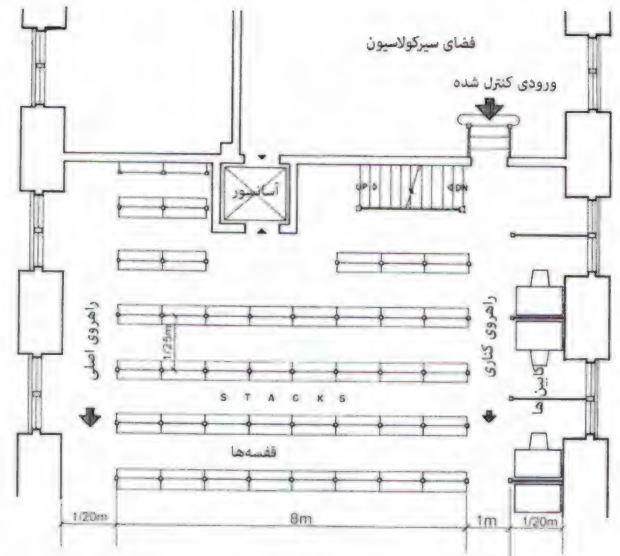 فضای سیرکولاسیون
ورودی کنترل شده
آسانسور
UP
DN
راهروی اصلی
1/25m
راهروی کناری
کابین ها
STACKS
قفسه‌ها
1/20m
8m
1m
1/20m